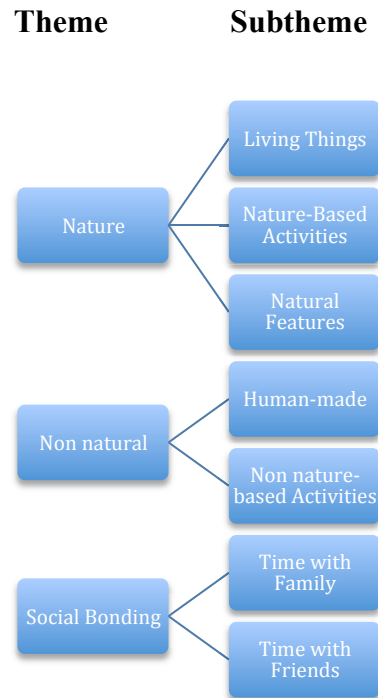 Theme Subtheme
Living Things
Nature
Nature-Based
Activities
Natural
Features
Human-made
Non natural
Non nature-
based Activities
Time with
Family
Social Bonding
Time with
Friends